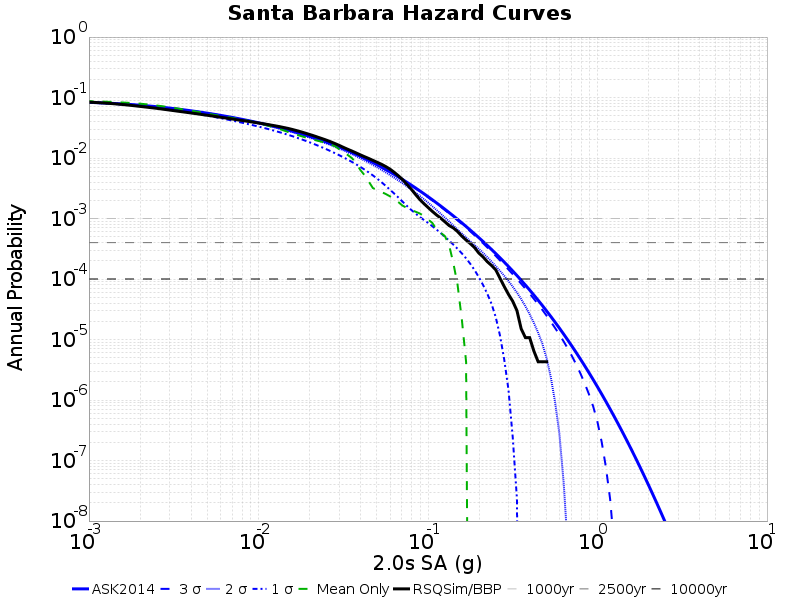 Santa Barbara Hazard Curves
Annual Probability
10^0
10^-1
10^-2
10^-3
10^-4
10^-5
10^-6
10^-7
10^-8
10^-3 10^-2 10^-1 10^0 10^1
2.0s SA (g)
ASK2014 3 σ 2 σ 1 σ Mean Only RSQSim/BBP 1000yr 2500yr 10000yr